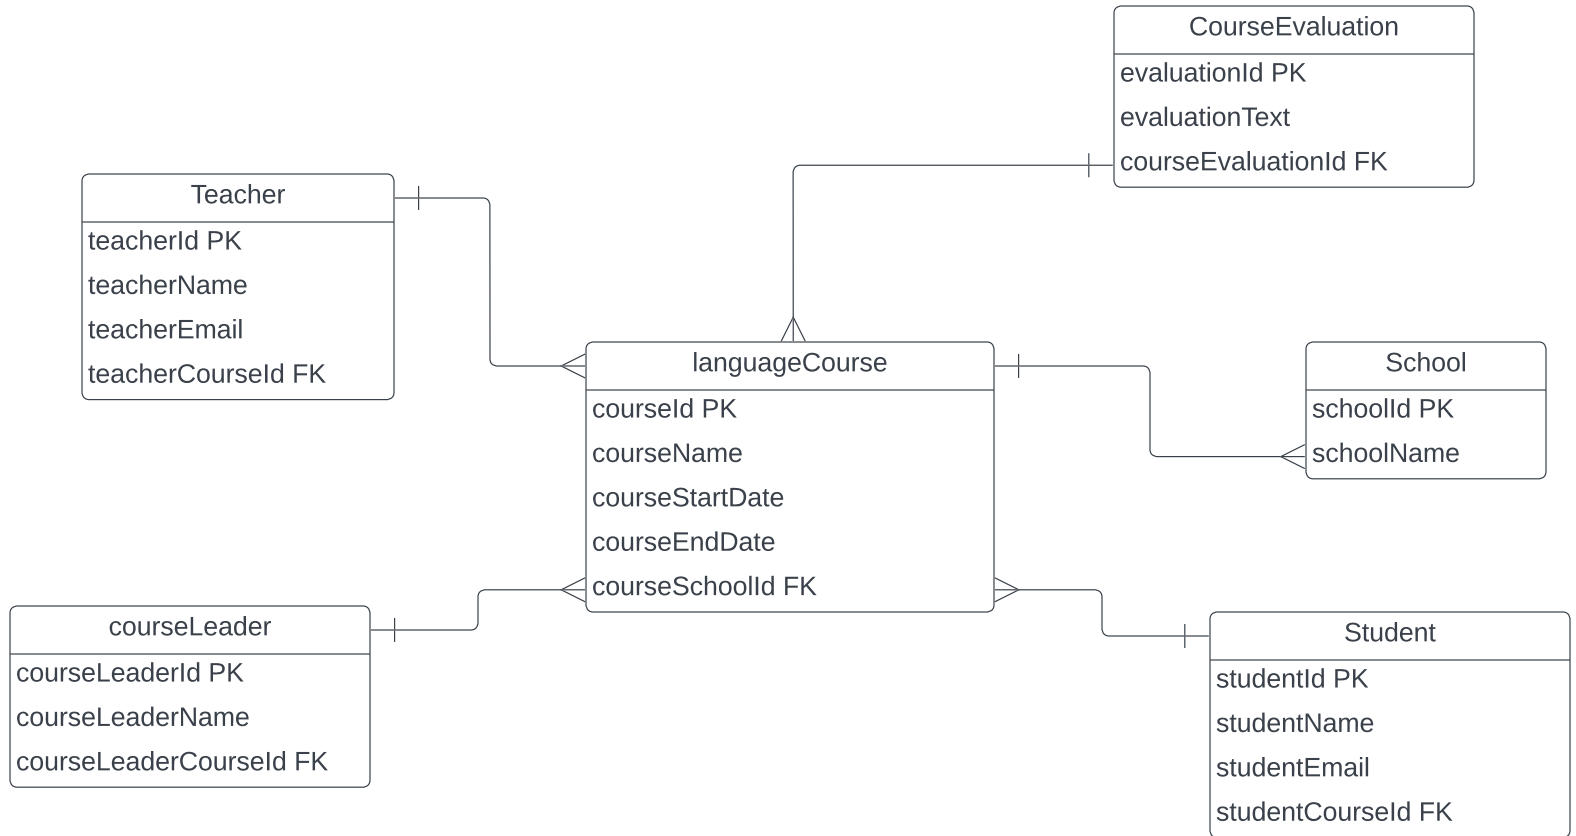 CourseEvaluation
evaluationId PK
evaluationText
courseEvaluationId FK
Teacher
teacherId PK
teacherName
teacherEmail
teacherCourseId FK
languageCourse
courseId PK
courseName
courseStartDate
courseEndDate
courseSchoolId FK
School
schoolId PK
schoolName
courseLeader
courseLeaderId PK
courseLeaderName
courseLeaderCourseId FK
Student
studentId PK
studentName
studentEmail
studentCourseId FK